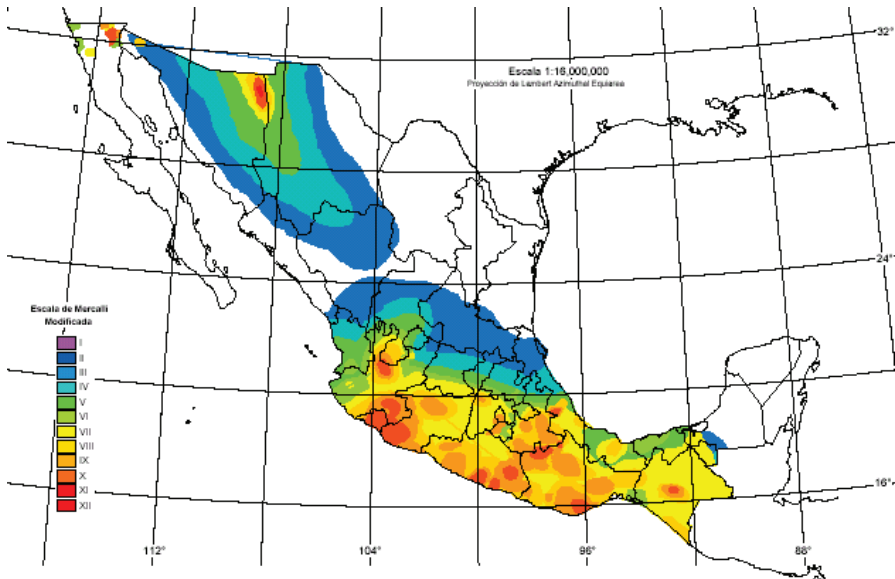 32°
Escala 1:16,000,000
Proyección de Lambert Azimuthal Equiarea
24°
Escala de Mercalli
Modificada
I
II
III
IV
V
VI
VII
VIII
IX
X
XI
XII
16°
112°
104°
96°
88°